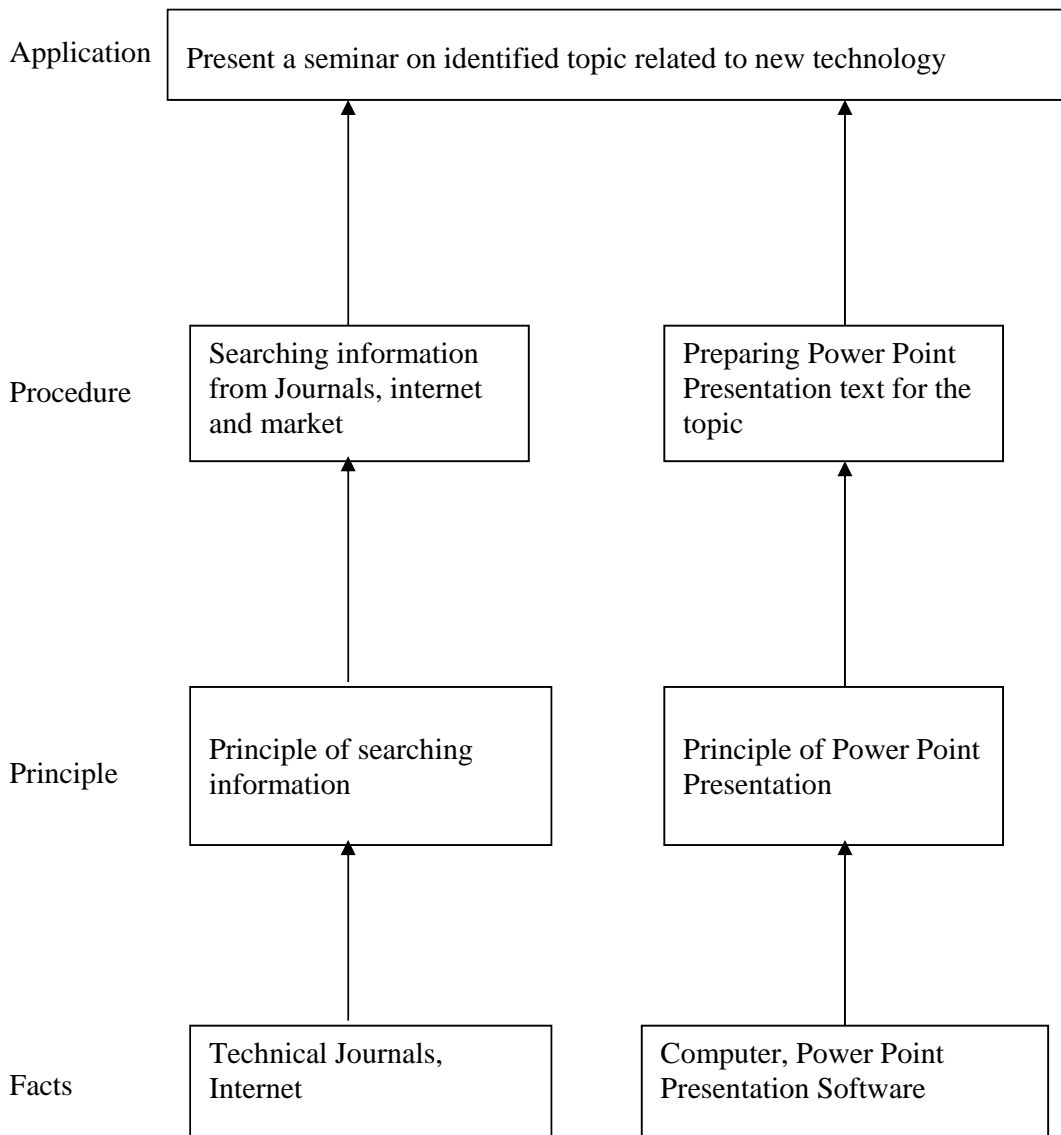 Application
Present a seminar on identified topic related to new technology
Procedure
Searching information
from Journals, internet
and market
Preparing Power Point
Presentation text for the
topic
Principle
Principle of searching
information
Principle of Power Point
Presentation
Facts
Technical Journals,
Internet
Computer, Power Point
Presentation Software